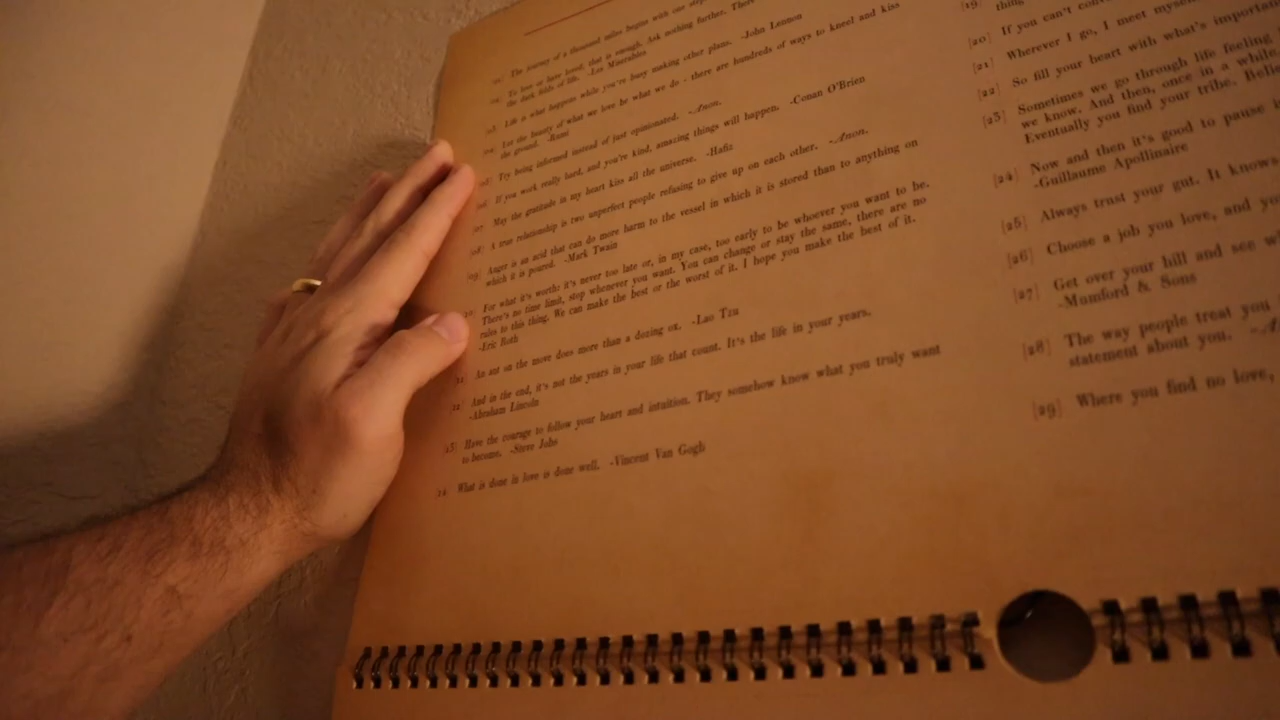 The journey of a thousand miles begins with one step
To love or have loved, that is enough. Ask nothing further. There
the dark folds of life. -Les Miserables
Life is what happens while you're busy making other plans. -John Lennon
Let the beauty of what we love be what we do : there are hundreds of ways to kneel and kiss
the ground. -Rumi
Try being informed instead of just opinionated. -Anon.
If you work really hard, and you're kind, amazing things will happen. -Conan O'Brien
May the gratitude in my heart kiss all the universe. -Hafiz
A true relationship is two unperfect people refusing to give up on each other. -Anon.
[09] Anger is an acid that can do more harm to the vessel in which it is stored than to anything on
which it is poured. -Mark Twain
For what it's worth: it's never too late or, in my case, too early to be whoever you want to be.
There's no time limit, stop whenever you want. You can change or stay the same, there are no
rules to this thing. We can make the best or the worst of it. I hope you make the best of it.
-Eric Roth
An ant on the move does more than a dozing ox. -Lao Tzu
And in the end, it's not the years in your life that count. It's the life in your years.
-Abraham Lincoln
[13] Have the courage to follow your heart and intuition. They somehow know what you truly want
to become. -Steve Jobs
What is done in love is done well. -Vincent Van Gogh
[19]
thing
[20] If you can't
[21] Wherever I go, I meet
[22] So fill your heart with what's
[23] Sometimes we go through life feeling
we know. And then, once in a while
Eventually you find your tribe.
[24] Now and then it's good to pause
-Guillaume Apollinaire
[25] Always trust your gut. It
[26] Choose a job you love, and
[27] Get over your hill and see
-Mumford & Sons
[28] The way people treat you
statement about you.
[29] Where you find no love,